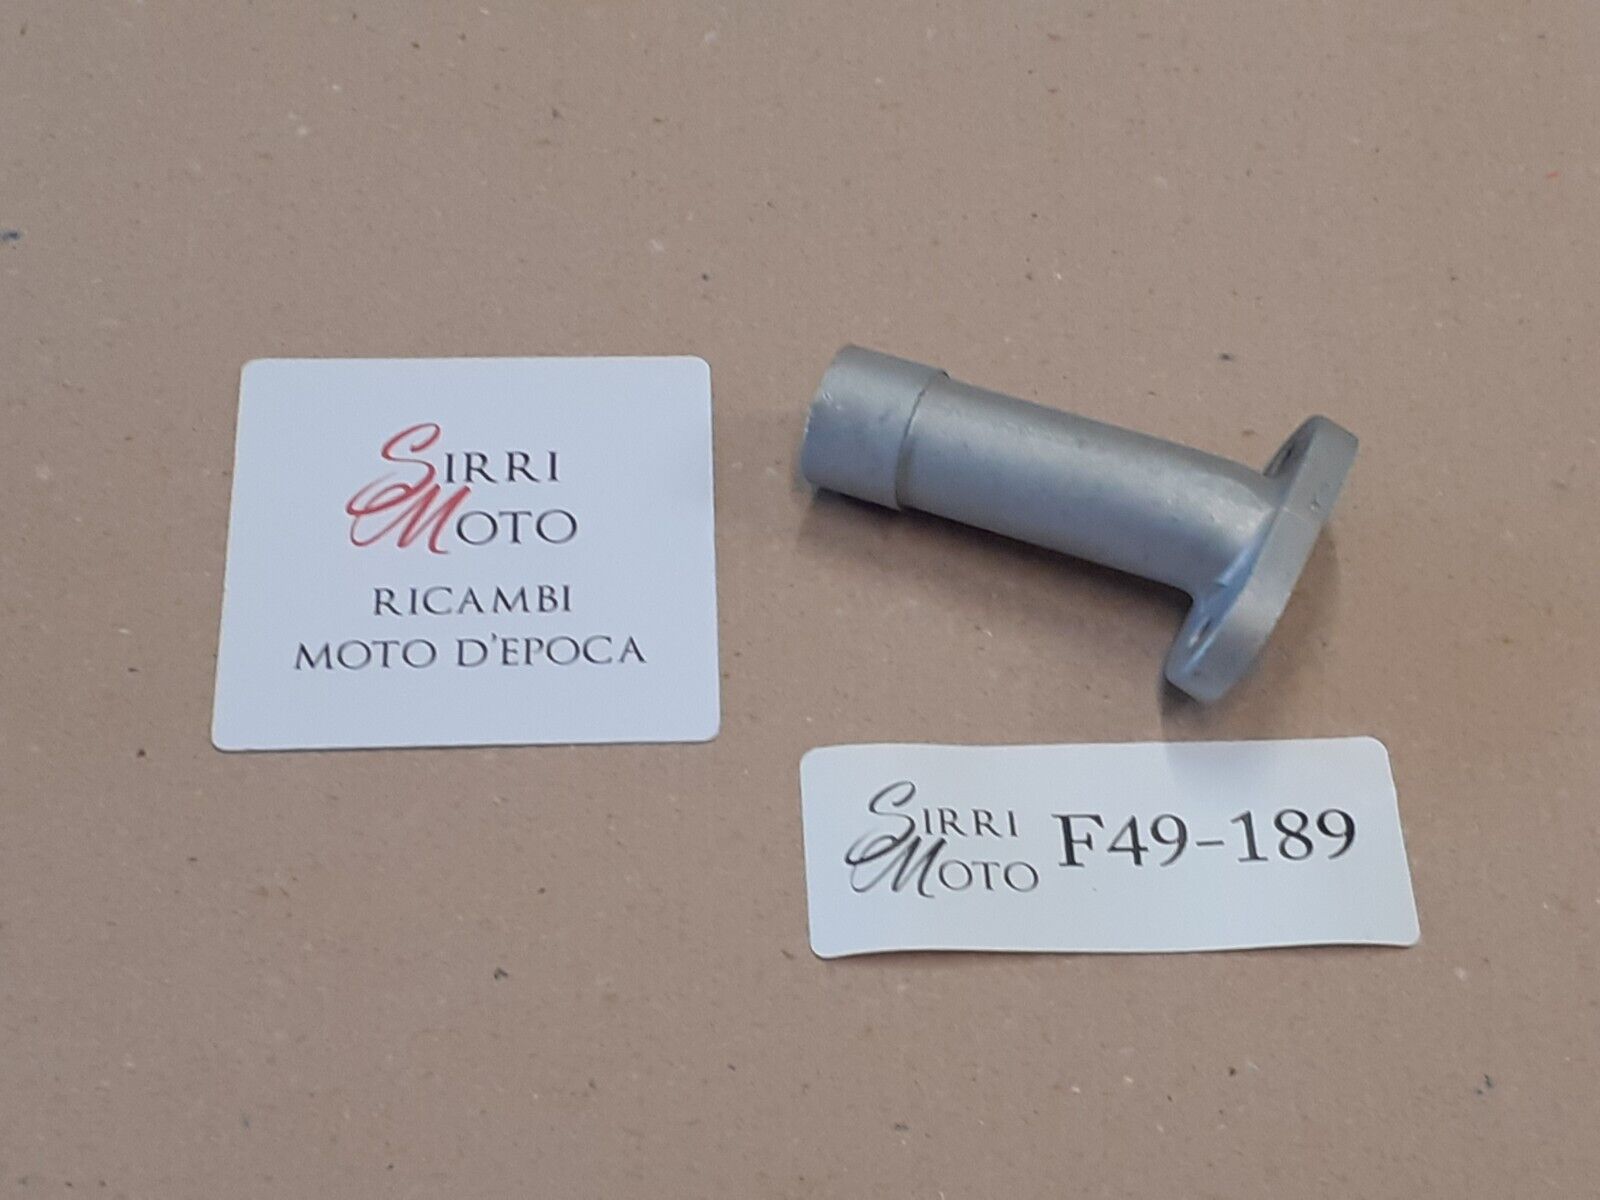 SIRRI
MOTO
RICAMBI
MOTO D'EPOCA
SIRRI
MOTO
F49-189